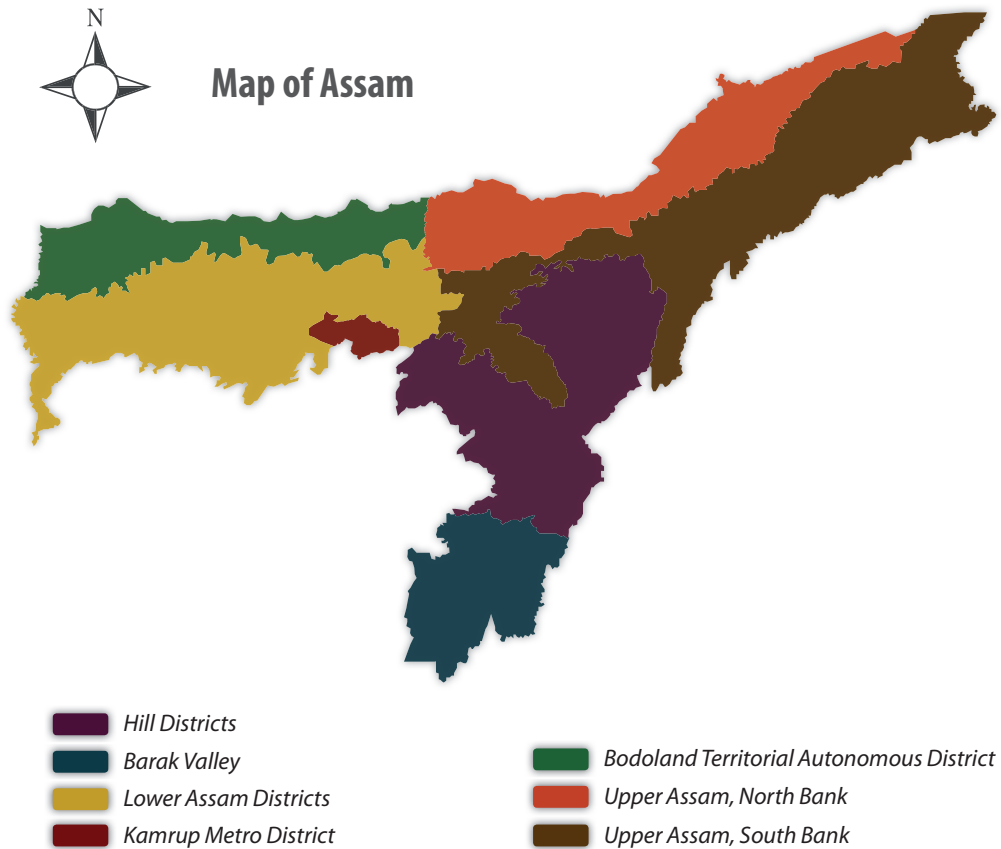 N
Map of Assam
Hill Districts
Barak Valley
Lower Assam Districts
Kamrup Metro District
Bodoland Territorial Autonomous District
Upper Assam, North Bank
Upper Assam, South Bank